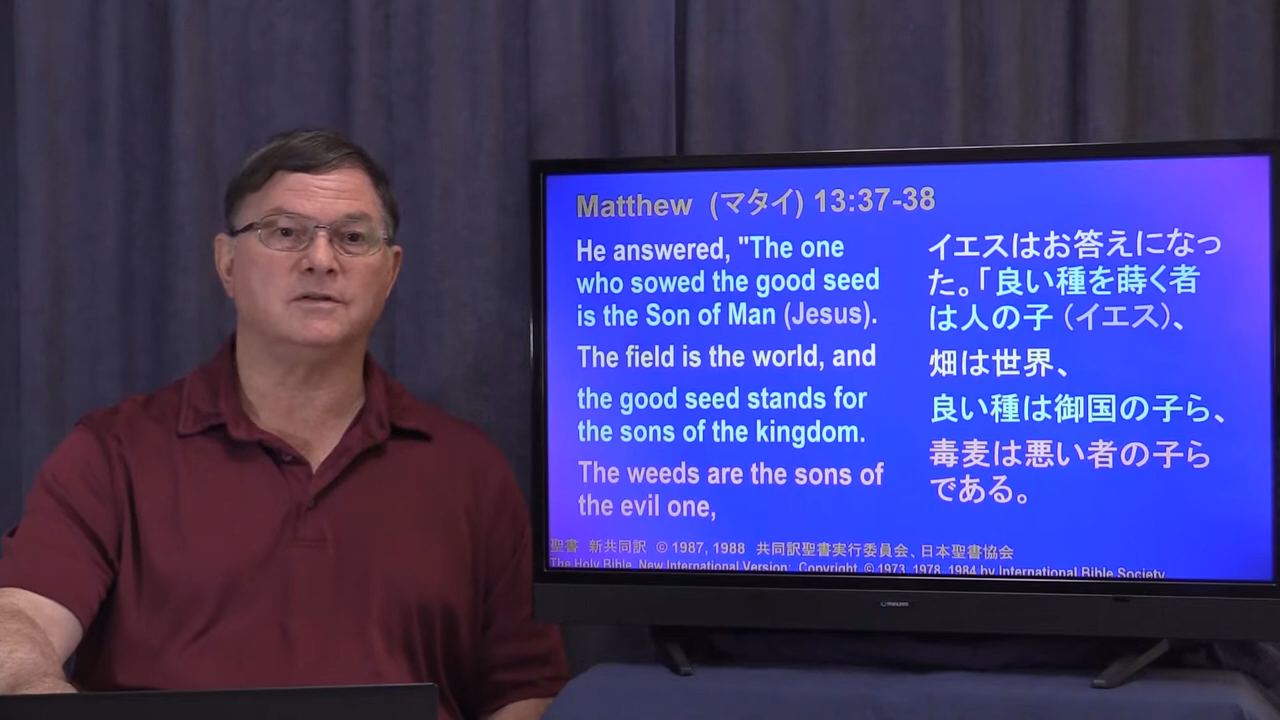 Matthew (マタイ) 13:37-38
He answered, "The one
who sowed the good seed
is the Son of Man (Jesus).
The field is the world, and
the good seed stands for
the sons of the kingdom.
The weeds are the sons of
the evil one,
イエスはお答えになっ
た。「良い種を蒔く者
は人の子（イエス）、
畑は世界、
良い種は御国の子ら、
毒麦は悪い者の子ら
である。
聖書 新共同訳 © 1987, 1988 共同訳聖書実行委員会、日本聖書協会
The Holy Bible, New International Version; Copyright © 1973, 1978, 1984 by International Bible Society